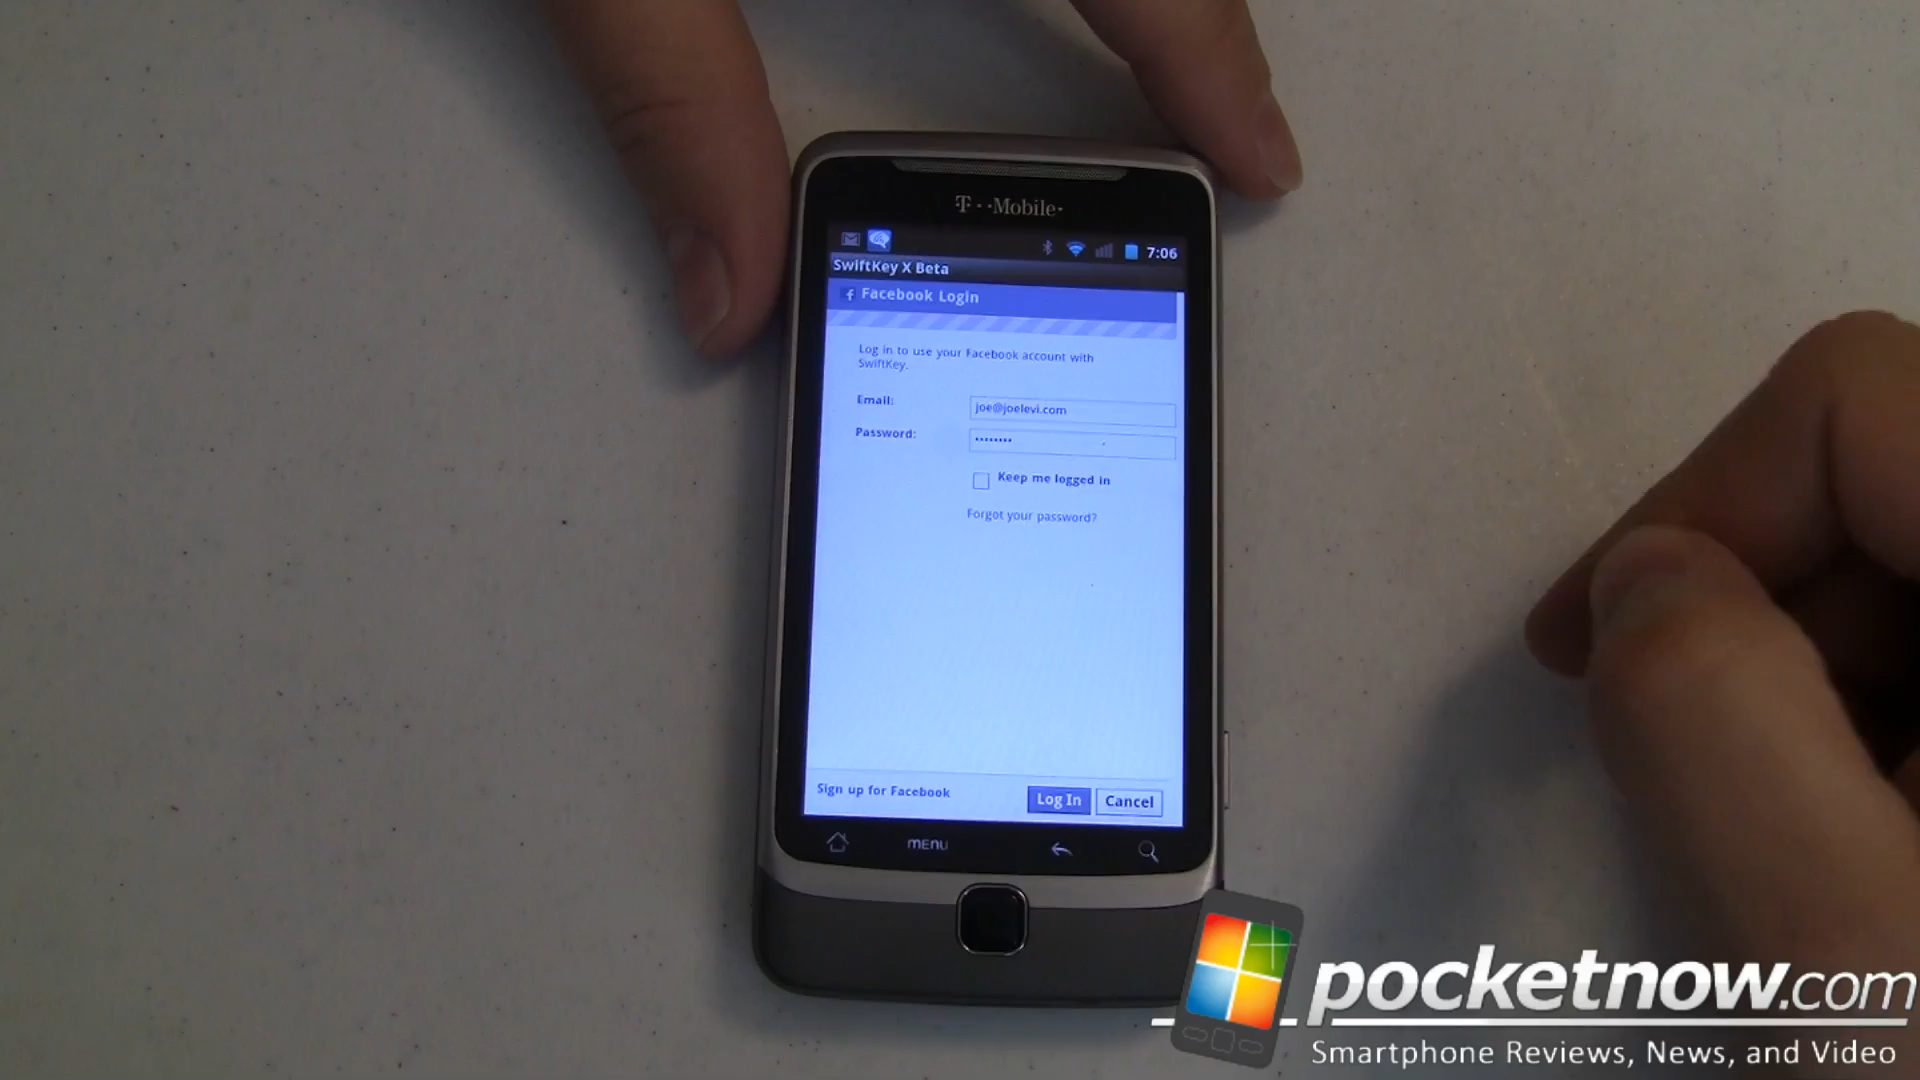 T··Mobile·
7:06
SwiftKey X Beta
f Facebook Login
Log in to use your Facebook account with
SwiftKey.
Email: joe@joelevi.com
Password: ••••••••
Keep me logged in
Forgot your password?
Sign up for Facebook Log In Cancel
MENU
pocketnow.com
Smartphone Reviews, News, and Video